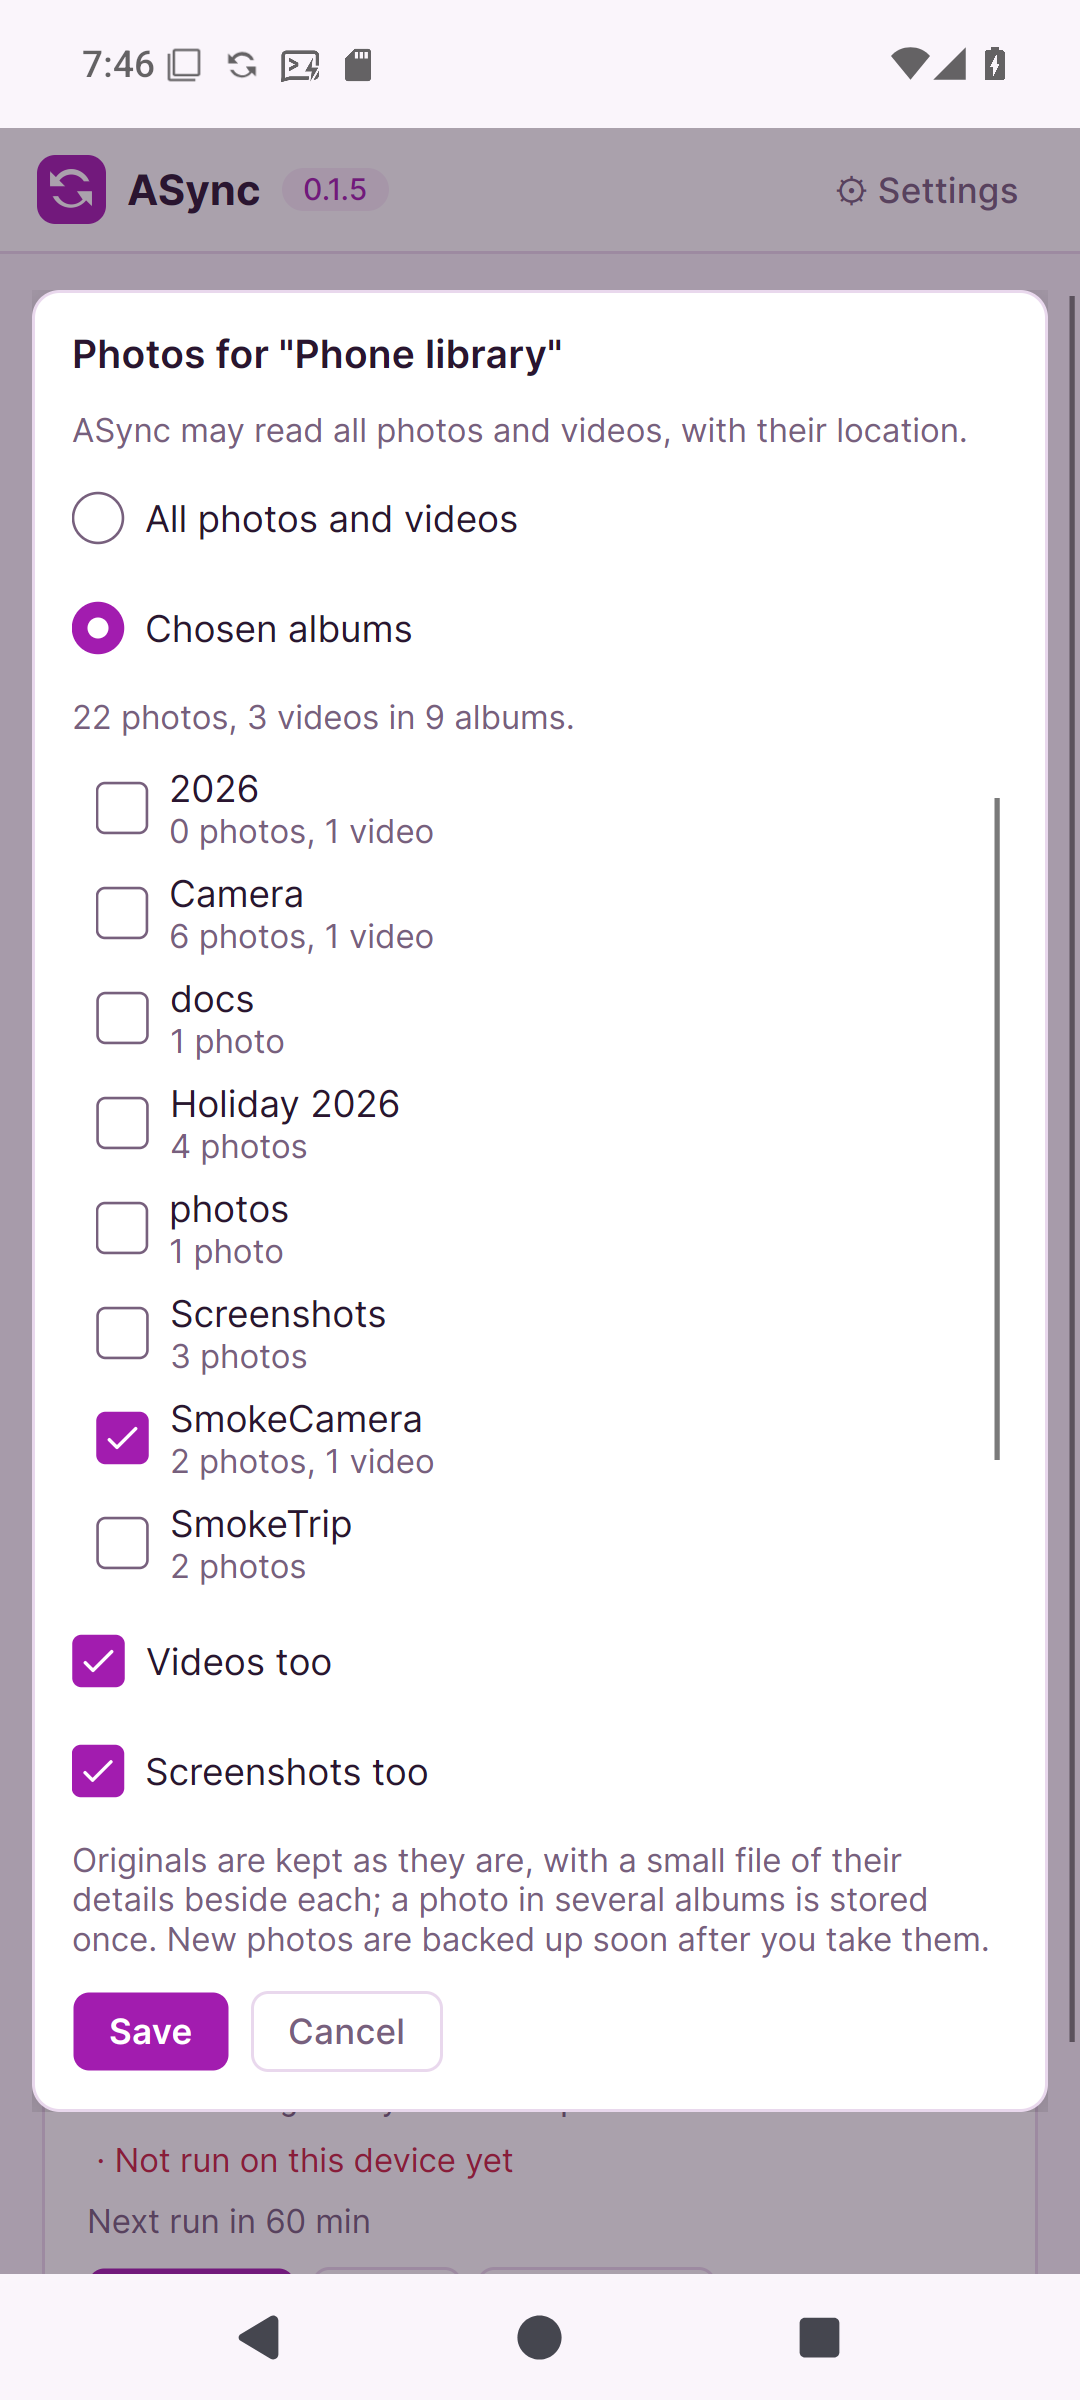 7:46
ASync 0.1.5 Settings
Photos for "Phone library"
ASync may read all photos and videos, with their location.
All photos and videos
Chosen albums
22 photos, 3 videos in 9 albums.
2026
0 photos, 1 video
Camera
6 photos, 1 video
docs
1 photo
Holiday 2026
4 photos
photos
1 photo
Screenshots
3 photos
SmokeCamera
2 photos, 1 video
SmokeTrip
2 photos
Videos too
Screenshots too
Originals are kept as they are, with a small file of their
details beside each; a photo in several albums is stored
once. New photos are backed up soon after you take them.
Save Cancel
· Not run on this device yet
Next run in 60 min